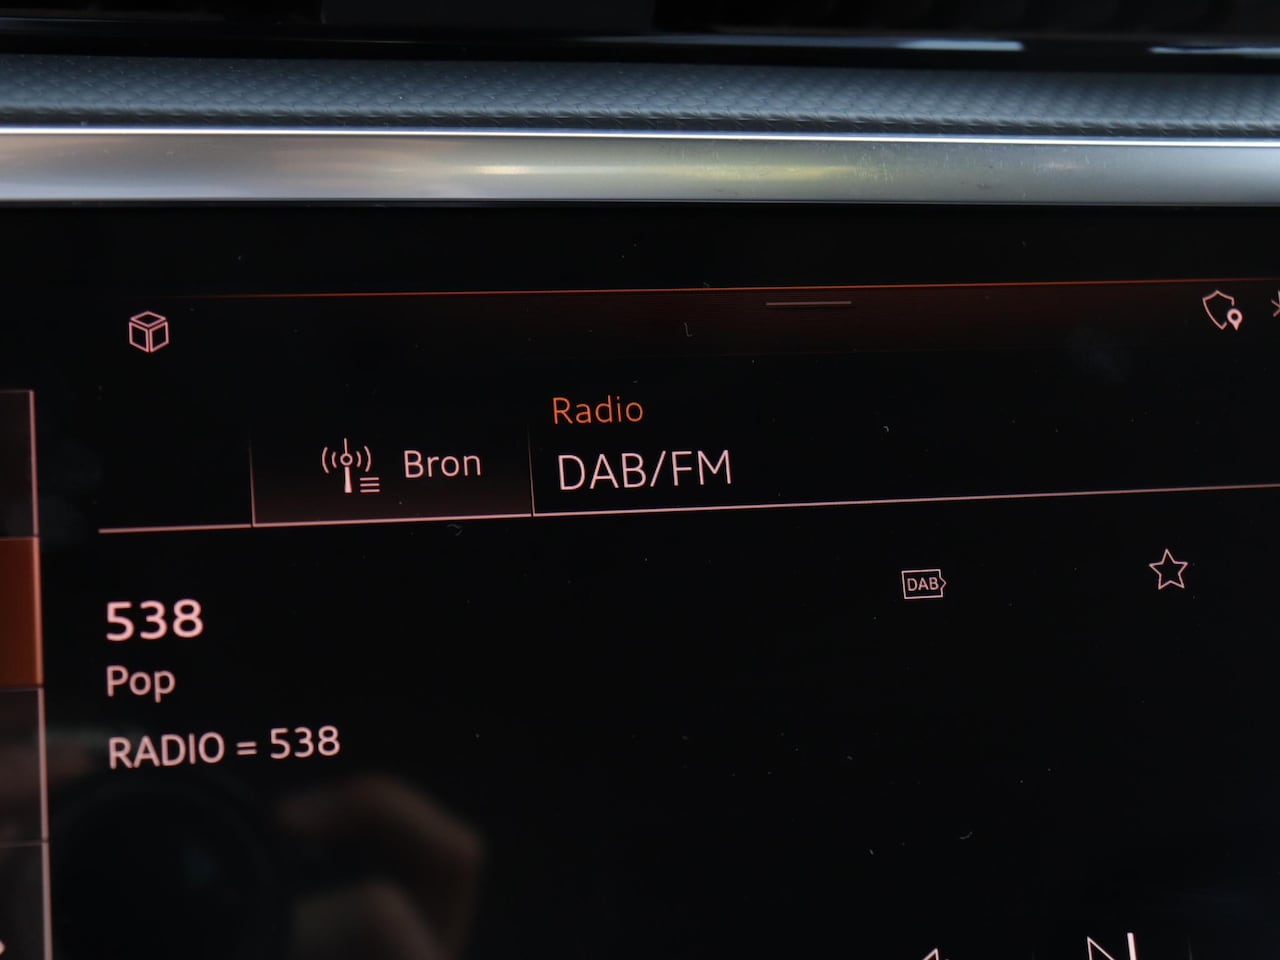 Radio
Bron
DAB/FM
DAB
538
Pop
RADIO = 538